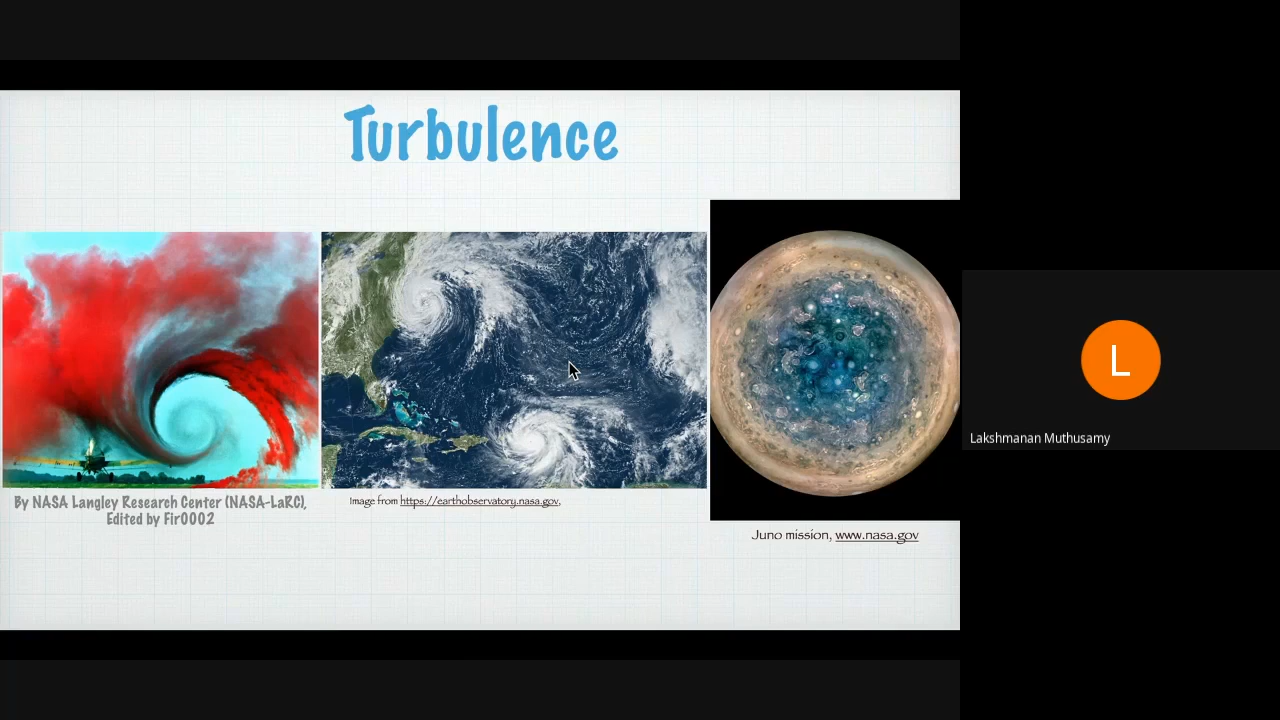 Turbulence
By NASA Langley Research Center (NASA-LaRC),
Edited by Fir0002
Image from https://earthobservatory.nasa.gov,
Juno mission, www.nasa.gov
L
Lakshmanan Muthusamy